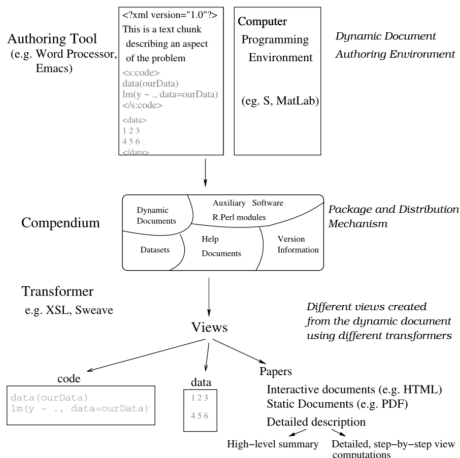 Authoring Tool
(e.g. Word Processor,
Emacs)
<?xml version="1.0"?>
This is a text chunk
describing an aspect
of the problem
<s:code>
data(ourData)
lm(y ~ ., data=ourData)
</s:code>
<data>
1 2 3
4 5 6
</data>
Computer
Programming
Environment
(eg. S, MatLab)
Dynamic Document
Authoring Environment
Compendium
Dynamic
Documents
Auxiliary Software
R.Perl modules
Datasets
Help
Documents
Version
Information
Package and Distribution
Mechanism
Transformer
e.g. XSL, Sweave
Different views created
from the dynamic document
using different transformers
Views
code
data(ourData)
lm(y ~ ., data=ourData)
data
1 2 3
4 5 6
Papers
Interactive documents (e.g. HTML)
Static Documents (e.g. PDF)
Detailed description
High-level summary
Detailed, step-by-step view
computations